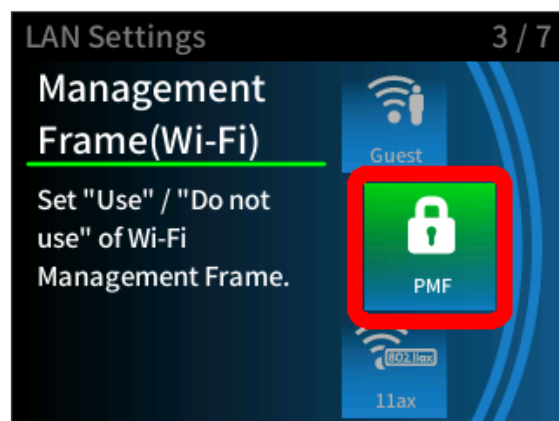 LAN Settings
3 / 7
Management
Frame(Wi-Fi)
Set "Use" / "Do not
use" of Wi-Fi
Management Frame.
Guest
PMF
802.11ax
11ax